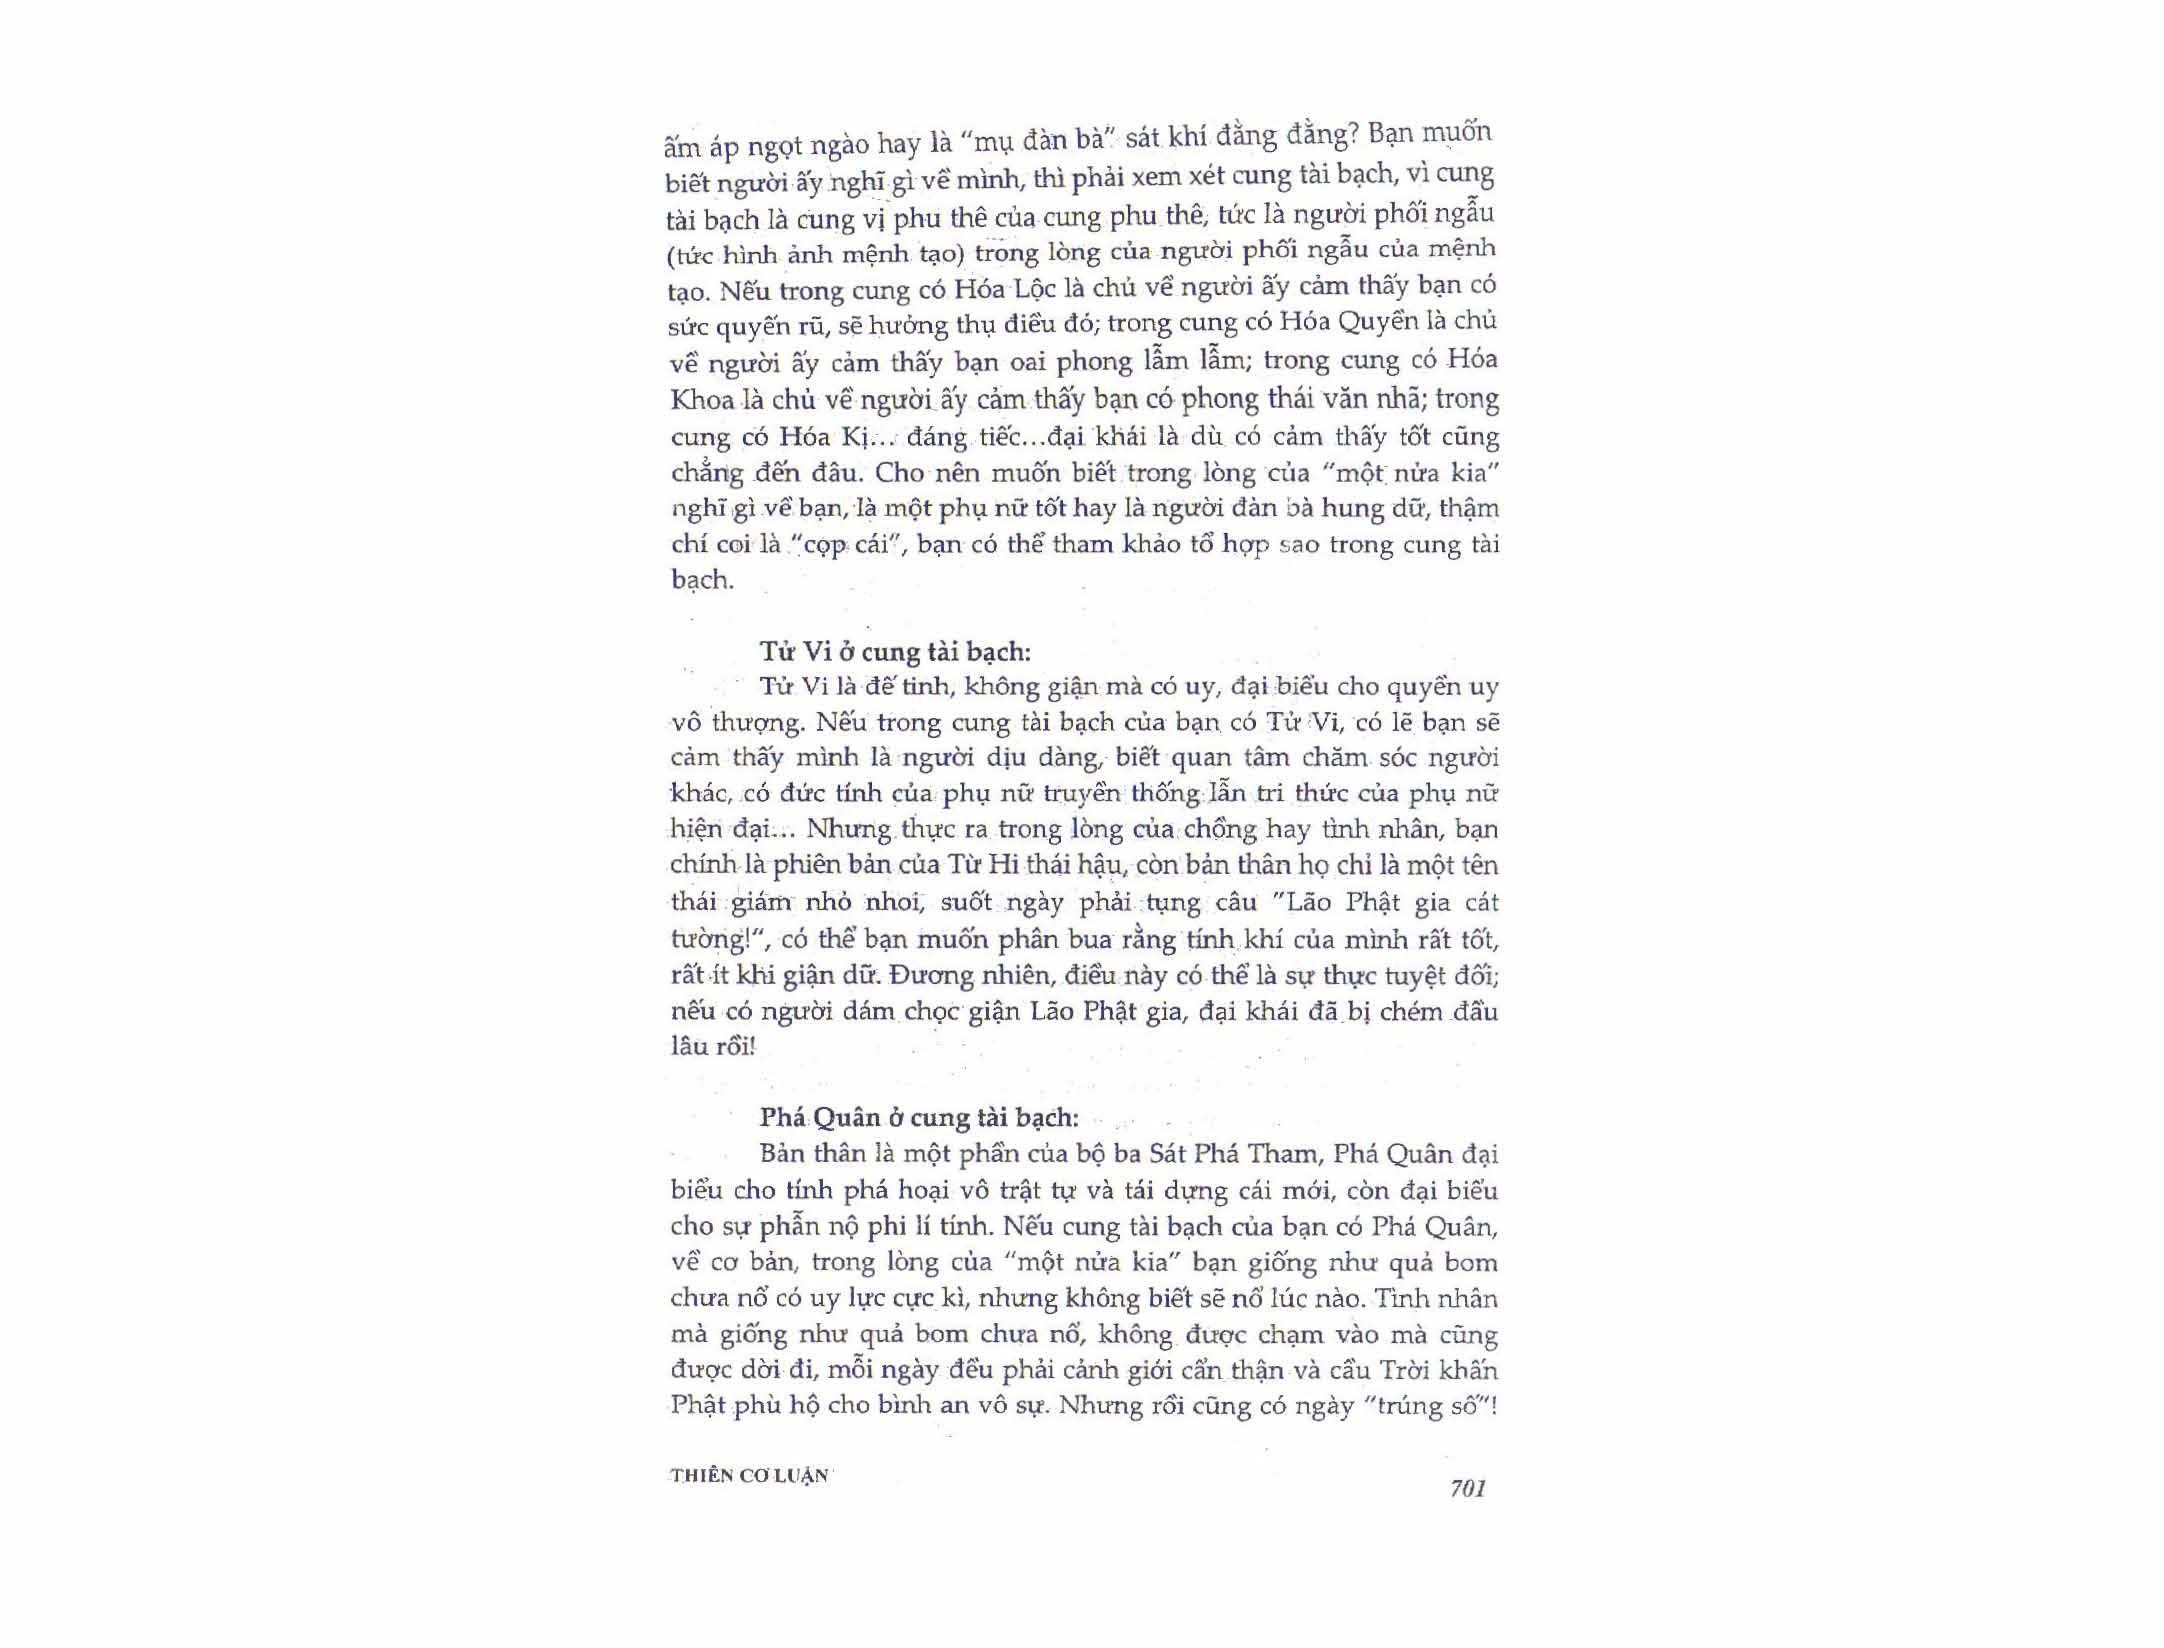 ấm áp ngọt ngào hay là "mụ đàn bà" sát khí đằng đằng? Bạn muốn
biết người ấy nghĩ gì về mình, thì phải xem xét cung tài bạch, vì cung
tài bạch là cung vị phu thê của cung phu thê, tức là người phối ngẫu
(tức hình ảnh mệnh tạo) trong lòng của người phối ngẫu của mệnh
tạo. Nếu trong cung có Hóa Lộc là chủ về người ấy cảm thấy bạn có
sức quyến rũ, sẽ hưởng thụ điều đó; trong cung có Hóa Quyền là chủ
về người ấy cảm thấy bạn oai phong lẫm lẫm; trong cung có Hóa
Khoa là chủ về người ấy cảm thấy bạn có phong thái văn nhã; trong
cung có Hóa Kị... đáng tiếc...đại khái là dù có cảm thấy tốt cũng
chẳng đến đâu. Cho nên muốn biết trong lòng của "một nửa kia"
nghĩ gì về bạn, là một phụ nữ tốt hay là người đàn bà hung dữ, thậm
chí coi là "cọp cái", bạn có thể tham khảo tổ hợp sao trong cung tài
bạch.
Tử Vi ở cung tài bạch:
Tử Vi là đế tinh, không giận mà có uy, đại biểu cho quyền uy
vô thượng. Nếu trong cung tài bạch của bạn có Tử Vi, có lẽ bạn sẽ
cảm thấy mình là người dịu dàng, biết quan tâm chăm sóc người
khác, có đức tính của phụ nữ truyền thống lẫn tri thức của phụ nữ
hiện đại... Nhưng thực ra trong lòng của chồng hay tình nhân, bạn
chính là phiên bản của Từ Hi thái hậu, còn bản thân họ chỉ là một tên
thái giám nhỏ nhoi, suốt ngày phải tụng câu "Lão Phật gia cát
tường!", có thể bạn muốn phân bua rằng tính khí của mình rất tốt,
rất ít khi giận dữ. Đương nhiên, điều này có thể là sự thực tuyệt đối;
nếu có người dám chọc giận Lão Phật gia, đại khái đã bị chém đầu
lâu rồi!
Phá Quân ở cung tài bạch:
Bản thân là một phần của bộ ba Sát Phá Tham, Phá Quân đại
biểu cho tính phá hoại vô trật tự và tái dựng cái mới, còn đại biểu
cho sự phẫn nộ phi lí tính. Nếu cung tài bạch của bạn có Phá Quân,
về cơ bản, trong lòng của "một nửa kia" bạn giống như quả bom
chưa nổ có uy lực cực kì, nhưng không biết sẽ nổ lúc nào. Tình nhân
mà giống như quả bom chưa nổ, không được chạm vào mà cũng
được dời đi, mỗi ngày đều phải cảnh giới cẩn thận và cầu Trời khấn
Phật phù hộ cho bình an vô sự. Nhưng rồi cũng có ngày "trúng số"!
THIÊN CƠ LUẬN
701